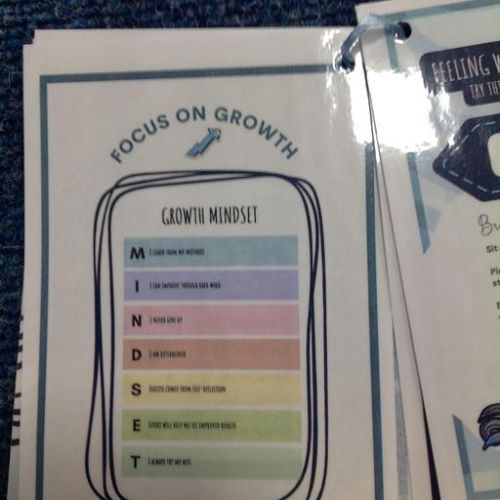 FOCUS ON GROWTH
GROWTH MINDSET
M I LEARN FROM MY MISTAKES
I I CAN IMPROVE THROUGH HARD WORK
N I NEVER GIVE UP
D I AM DETERMINED
S SUCCESS COMES FROM SELF-REFLECTION
E EFFORT WILL HELP ME SEE IMPROVED RESULTS
T I ALWAYS TRY MY BEST
FEELING W
TRY TH
Sit